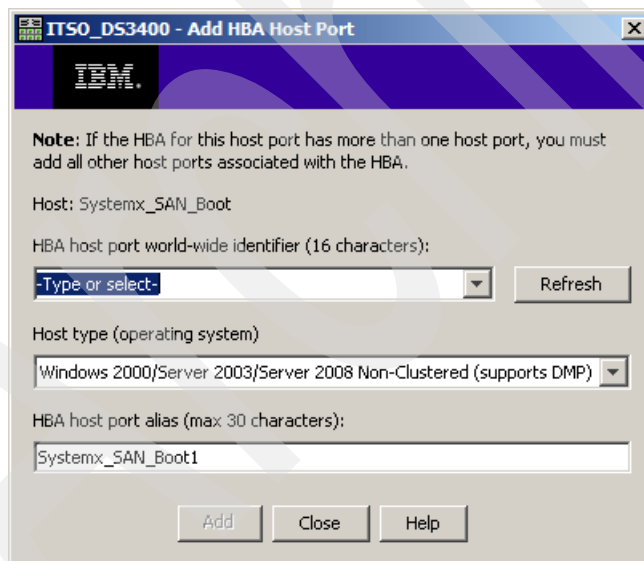 ITSO_DS3400 - Add HBA Host Port
IBM.
Note: If the HBA for this host port has more than one host port, you must
add all other host ports associated with the HBA.
Host: Systemx_SAN_Boot
HBA host port world-wide identifier (16 characters):
-Type or select-
Refresh
Host type (operating system)
Windows 2000/Server 2003/Server 2008 Non-Clustered (supports DMP)
HBA host port alias (max 30 characters):
Systemx_SAN_Boot1
Add
Close
Help